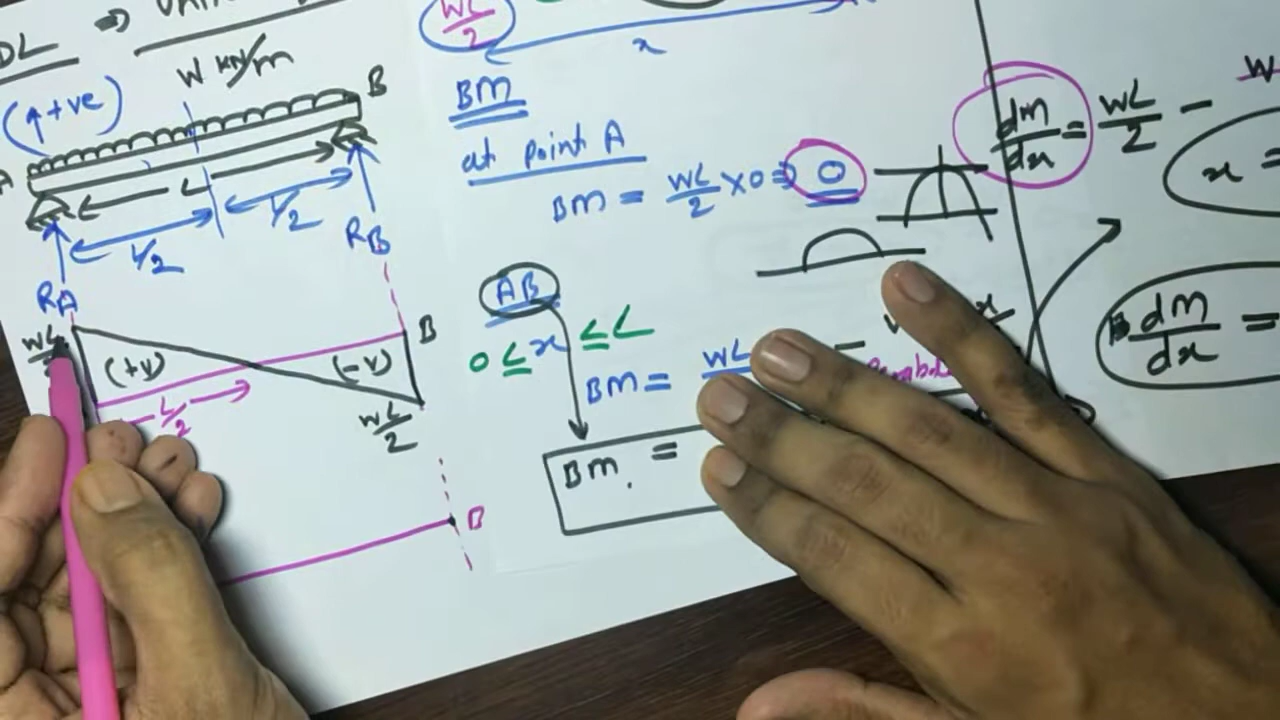 DL ⇒
W kN/m
(↑+ve)
B
A
L
L/2
L/2
RA
RB
WL
(+v)
(-v)
B
L/2
WL/2
B
WL/2
x
BM
at point A
BM = WL/2 × 0 ⇒ 0
AB
0 ≤ x ≤ L
BM = WL
BM =
dm/dx = WL/2 -
x =
dm/dx =